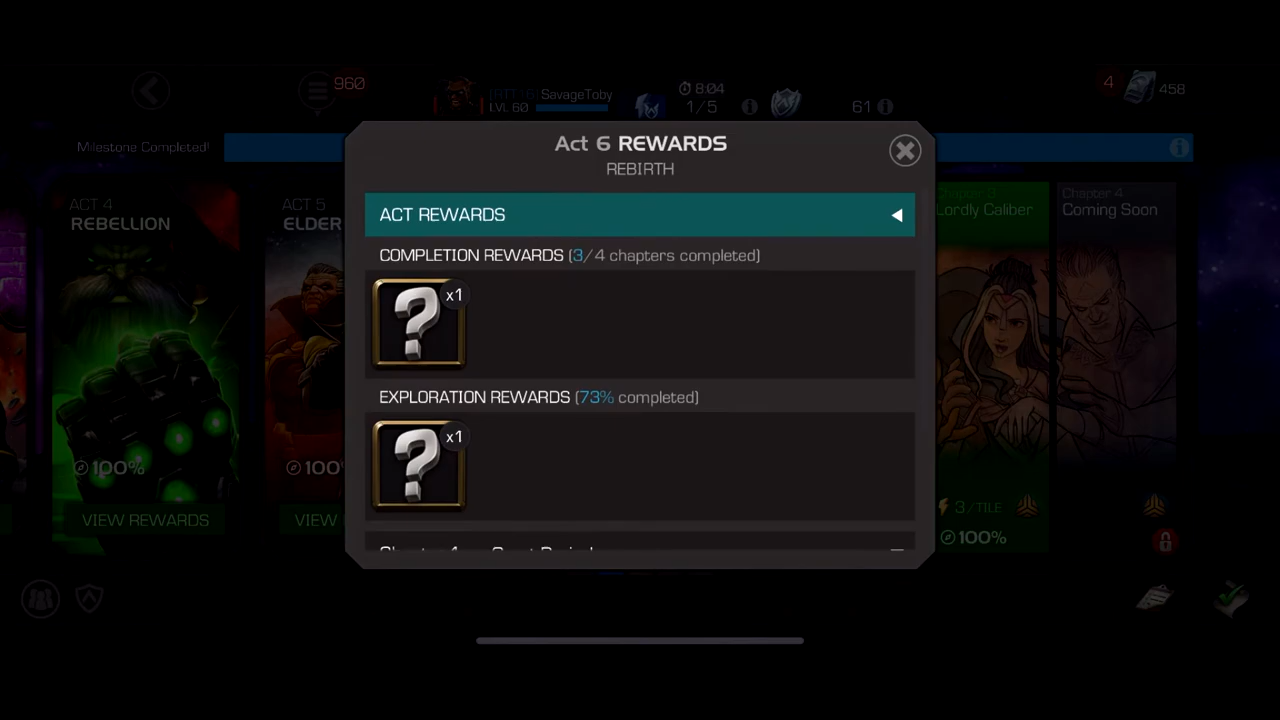 960
SavageToby
LVL 60
8:04
1/5
61
4
458
Milestone Completed!
Act 6 REWARDS
REBIRTH
ACT REWARDS
COMPLETION REWARDS (3/4 chapters completed)
x1
EXPLORATION REWARDS (73% completed)
x1
ACT 4
REBELLION
100%
VIEW REWARDS
ACT 5
ELDER
100
VIEW
Chapter 3
Lordly Caliber
3/TILE
100%
Chapter 4
Coming Soon